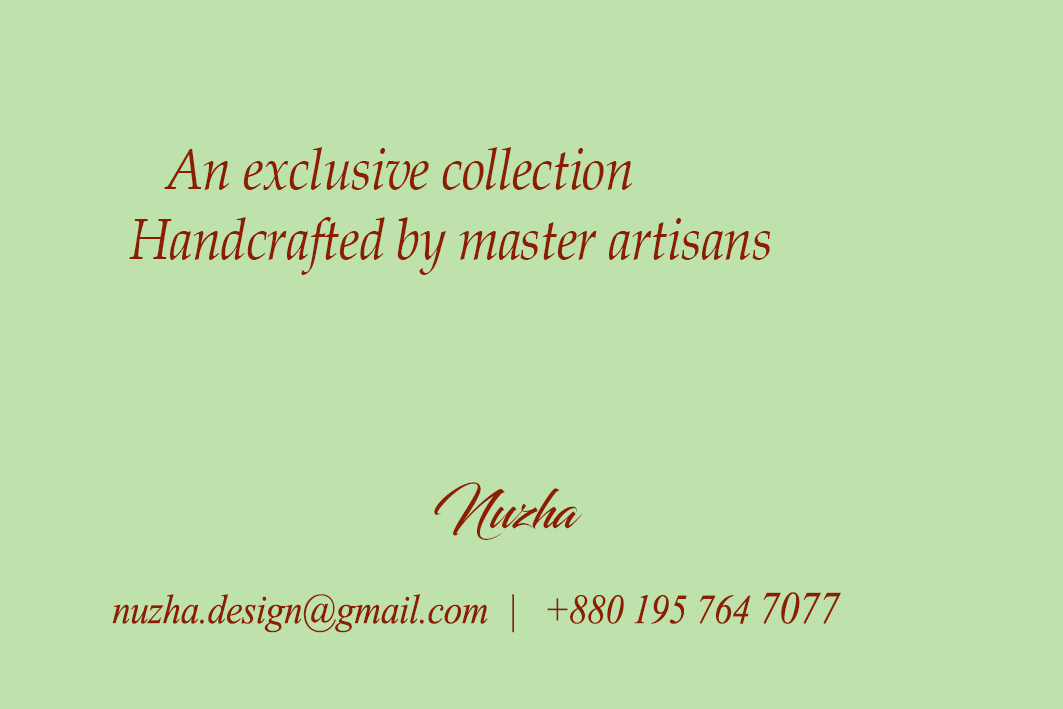 An exclusive collection
Handcrafted by master artisans
Nuzha
nuzha.design@gmail.com | +880 195 764 7077